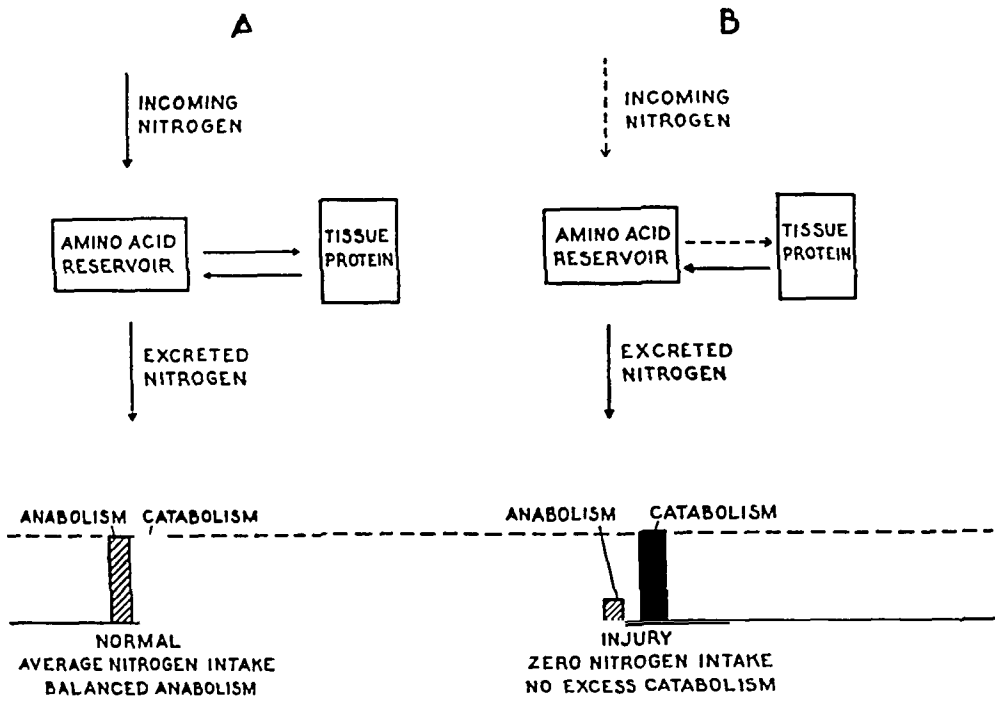 A
INCOMING
NITROGEN
AMINO ACID
RESERVOIR
TISSUE
PROTEIN
EXCRETED
NITROGEN
ANABOLISM CATABOLISM
NORMAL
AVERAGE NITROGEN INTAKE
BALANCED ANABOLISM
B
INCOMING
NITROGEN
AMINO ACID
RESERVOIR
TISSUE
PROTEIN
EXCRETED
NITROGEN
ANABOLISM CATABOLISM
INJURY
ZERO NITROGEN INTAKE
NO EXCESS CATABOLISM